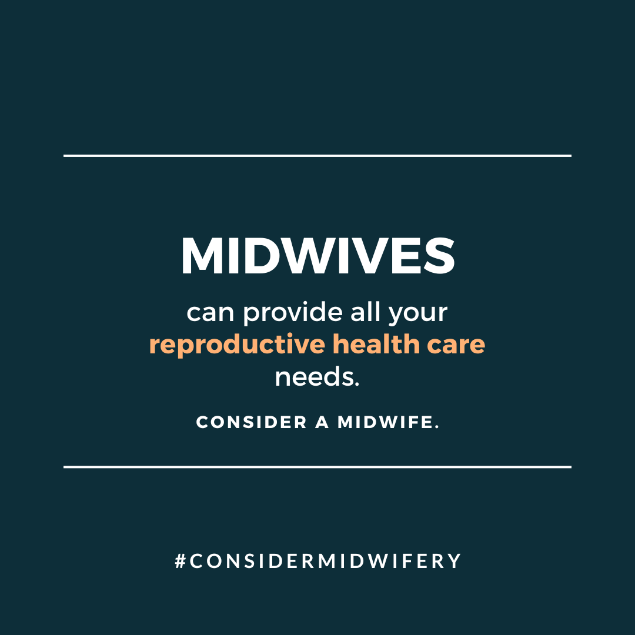 MIDWIVES
can provide all your
reproductive health care
needs.
CONSIDER A MIDWIFE.
#CONSIDERMIDWIFERY